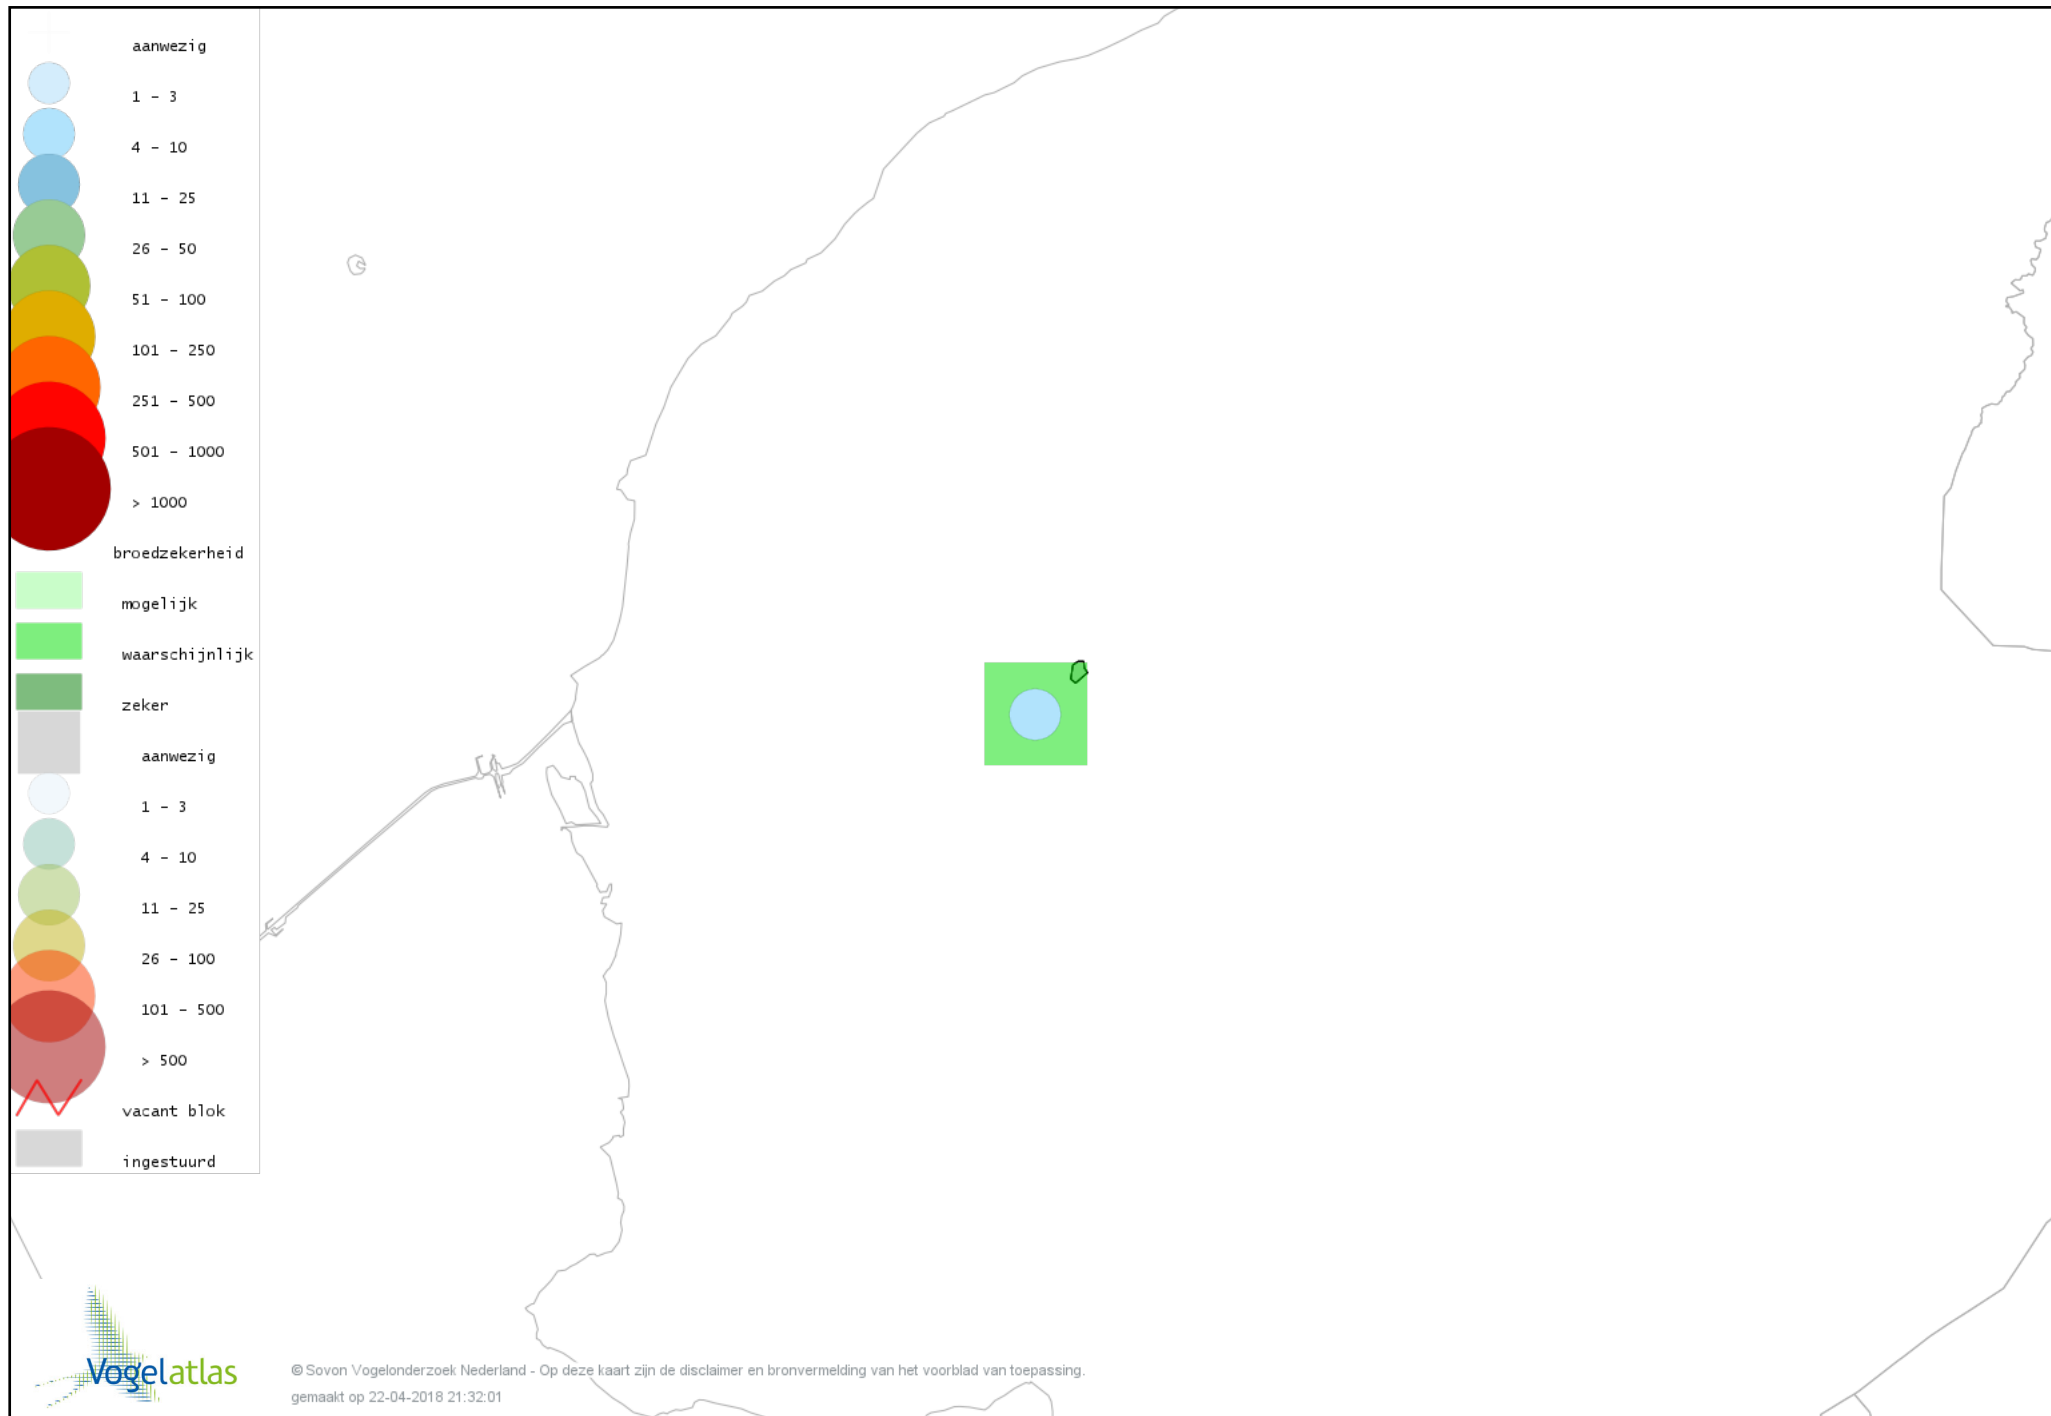 aanwezig
1 - 3
4 - 10
11 - 25
26 - 50
51 - 100
101 - 250
251 - 500
501 - 1000
> 1000
broedzekerheid
mogelijk
waarschijnlijk
zeker
aanwezig
1 - 3
4 - 10
11 - 25
26 - 100
101 - 500
> 500
vacant blok
ingestuurd
Vogelatlas
© Sovon Vogelonderzoek Nederland - Op deze kaart zijn de disclaimer en bronvermelding van het voorblad van toepassing.
gemaakt op 22-04-2018 21:32:01